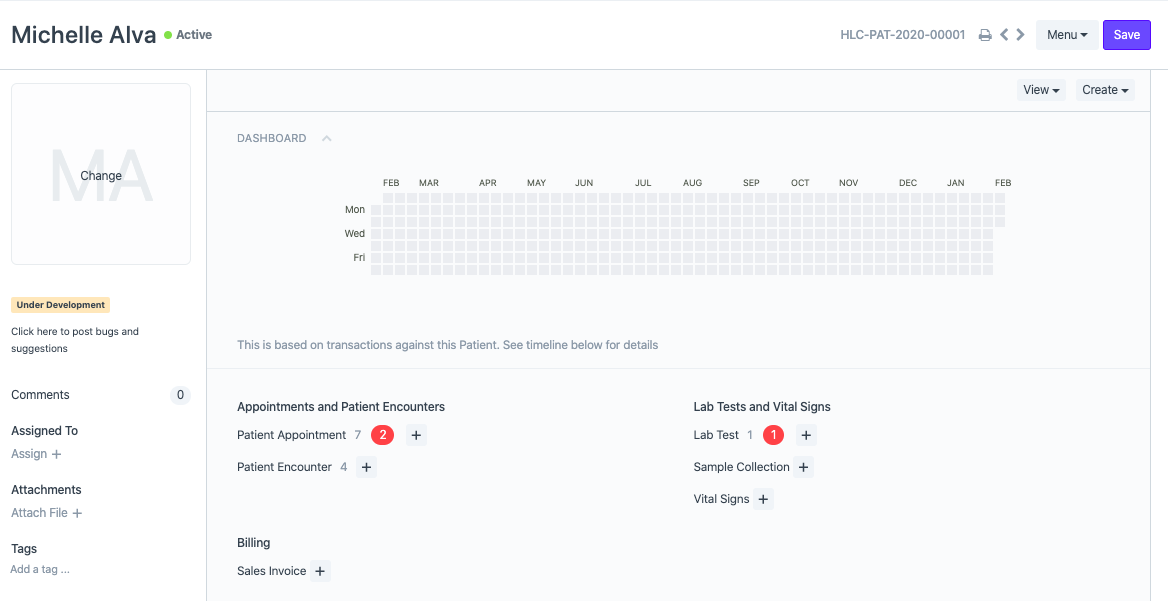 Michelle Alva Active HLC-PAT-2020-00001 Menu Save
View Create
MA
Change
DASHBOARD
FEB MAR APR MAY JUN JUL AUG SEP OCT NOV DEC JAN FEB
Mon
Wed
Fri
Under Development
Click here to post bugs and
suggestions
This is based on transactions against this Patient. See timeline below for details
Comments 0
Assigned To
Assign +
Attachments
Attach File +
Tags
Add a tag ...
Appointments and Patient Encounters
Patient Appointment 7 2 +
Patient Encounter 4 +
Lab Tests and Vital Signs
Lab Test 1 1 +
Sample Collection +
Vital Signs +
Billing
Sales Invoice +